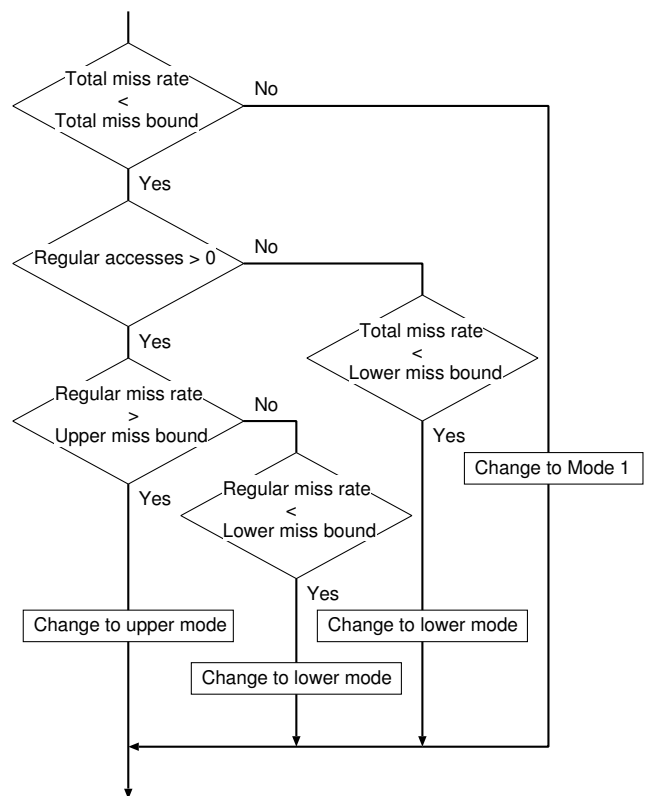 Total miss rate
<
Total miss bound
No
Yes
Regular accesses > 0
No
Yes
Total miss rate
<
Lower miss bound
Yes
Regular miss rate
>
Upper miss bound
No
Yes
Regular miss rate
<
Lower miss bound
Yes
Change to Mode 1
Change to upper mode
Change to lower mode
Change to lower mode